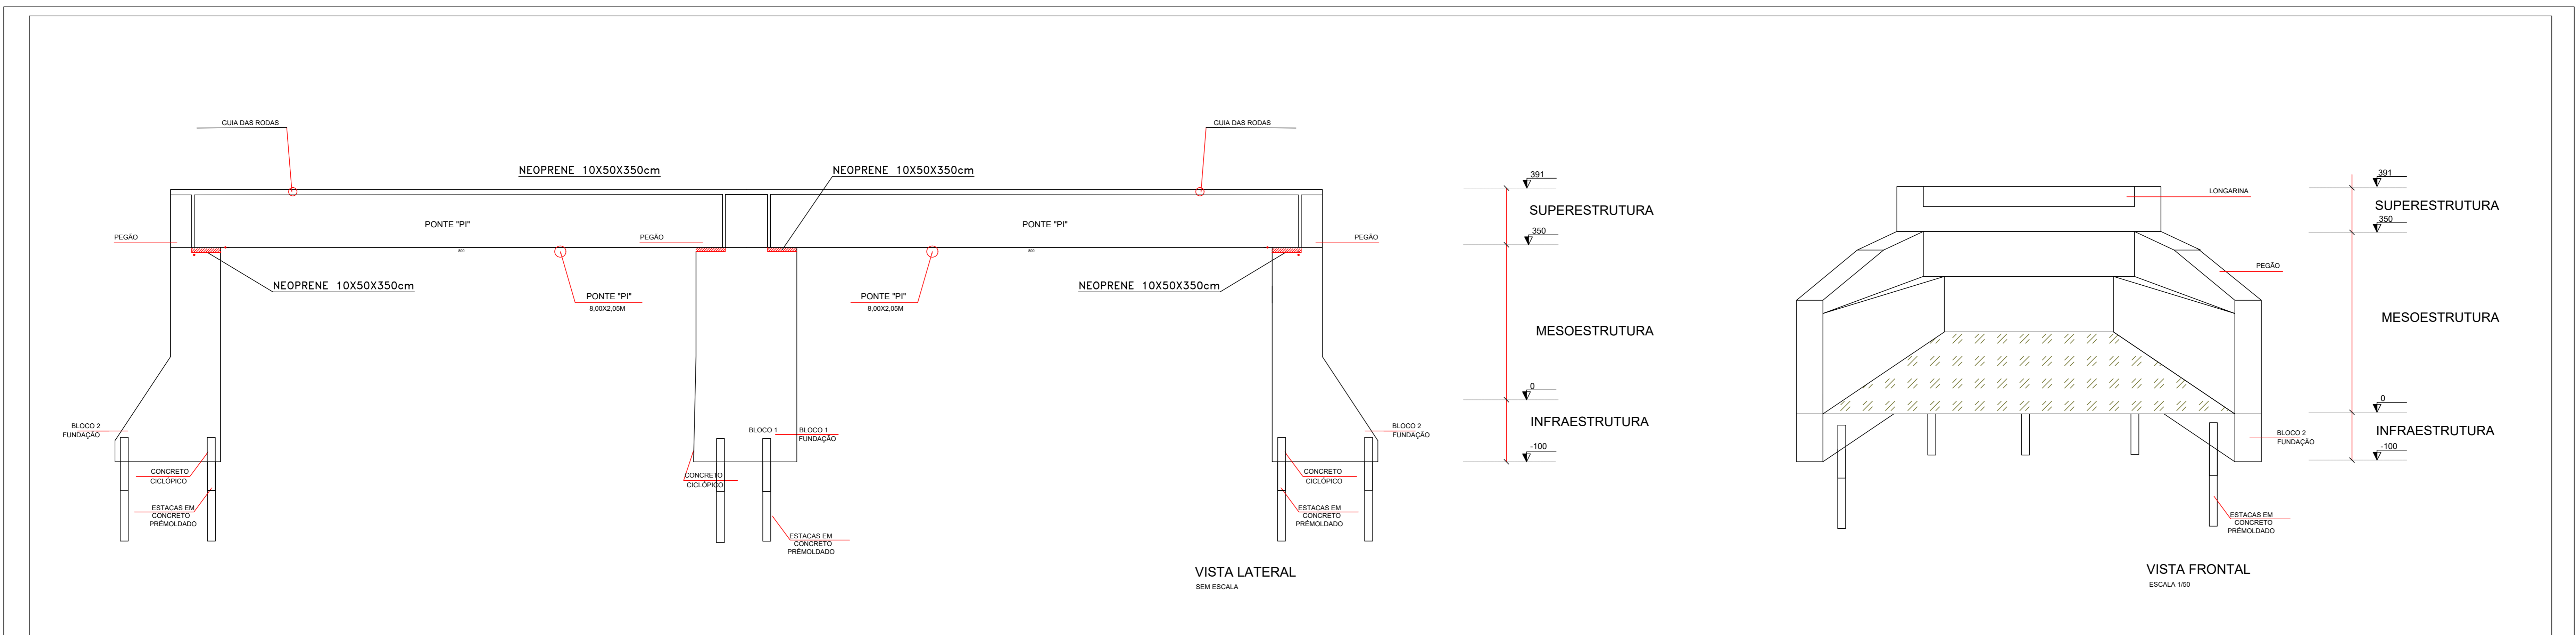 GUIA DAS RODAS
GUIA DAS RODAS
NEOPRENE 10X50X350cm
NEOPRENE 10X50X350cm
PONTE "PI"
PONTE "PI"
PEGÃO
PEGÃO
PEGÃO
800
800
NEOPRENE 10X50X350cm
NEOPRENE 10X50X350cm
PONTE "PI"
8,00X2,05M
PONTE "PI"
8,00X2,05M
BLOCO 2
FUNDAÇÃO
BLOCO 1
BLOCO 1
FUNDAÇÃO
BLOCO 2
FUNDAÇÃO
CONCRETO
CICLÓPICO
CONCRETO
CICLÓPICO
CONCRETO
CICLÓPICO
ESTACAS EM
CONCRETO
PRÉMOLDADO
ESTACAS EM
CONCRETO
PRÉMOLDADO
ESTACAS EM
CONCRETO
PRÉMOLDADO
391
SUPERESTRUTURA
350
MESOESTRUTURA
0
INFRAESTRUTURA
-100
VISTA LATERAL
SEM ESCALA
LONGARINA
PEGÃO
BLOCO 2
FUNDAÇÃO
ESTACAS EM
CONCRETO
PRÉMOLDADO
391
SUPERESTRUTURA
350
MESOESTRUTURA
0
INFRAESTRUTURA
-100
VISTA FRONTAL
ESCALA 1/50